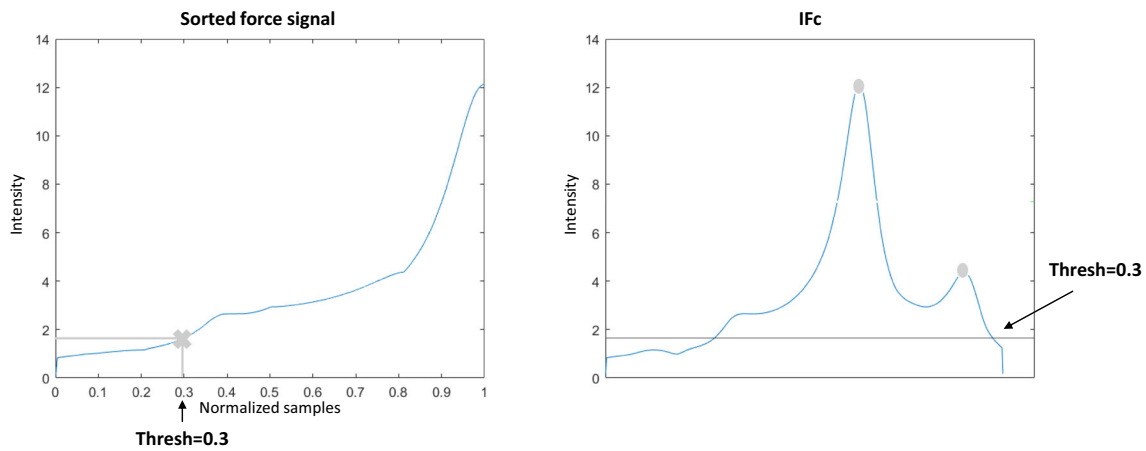 Sorted force signal
14
12
10
8
6
4
2
0
Intensity
0 0.1 0.2 0.3 0.4 0.5 0.6 0.7 0.8 0.9 1
Normalized samples
Thresh=0.3
IFc
14
12
10
8
6
4
2
0
Intensity
Thresh=0.3